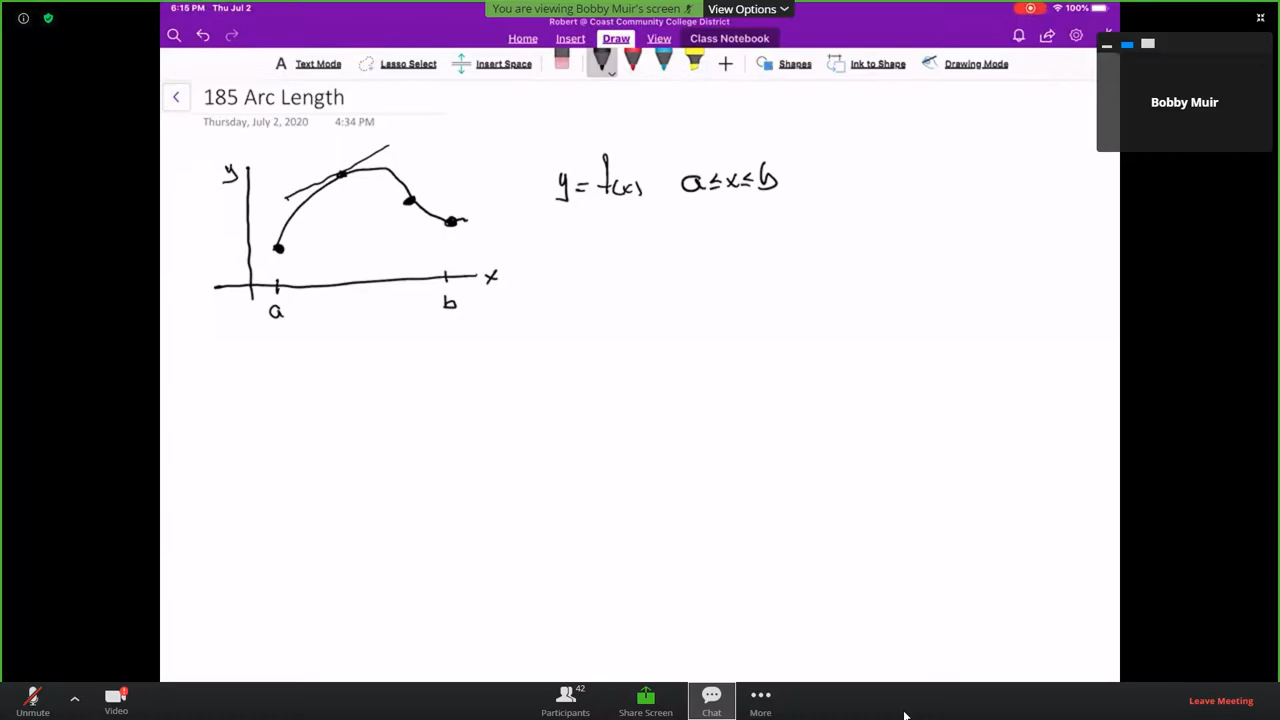 6:15 PM Thu Jul 2
You are viewing Bobby Muir's screen
View Options
100%
Robert @ Coast Community College District
Home Insert Draw View Class Notebook
A Text Mode Lasso Select Insert Space Shapes Ink to Shape Drawing Mode
Bobby Muir
185 Arc Length
Thursday, July 2, 2020 4:34 PM
y
y = f(x) a ≤ x ≤ b
x
a b
Unmute Video Participants 42 Share Screen Chat More Leave Meeting